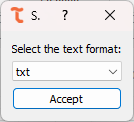 S. ?
Select the text format:
txt
Accept